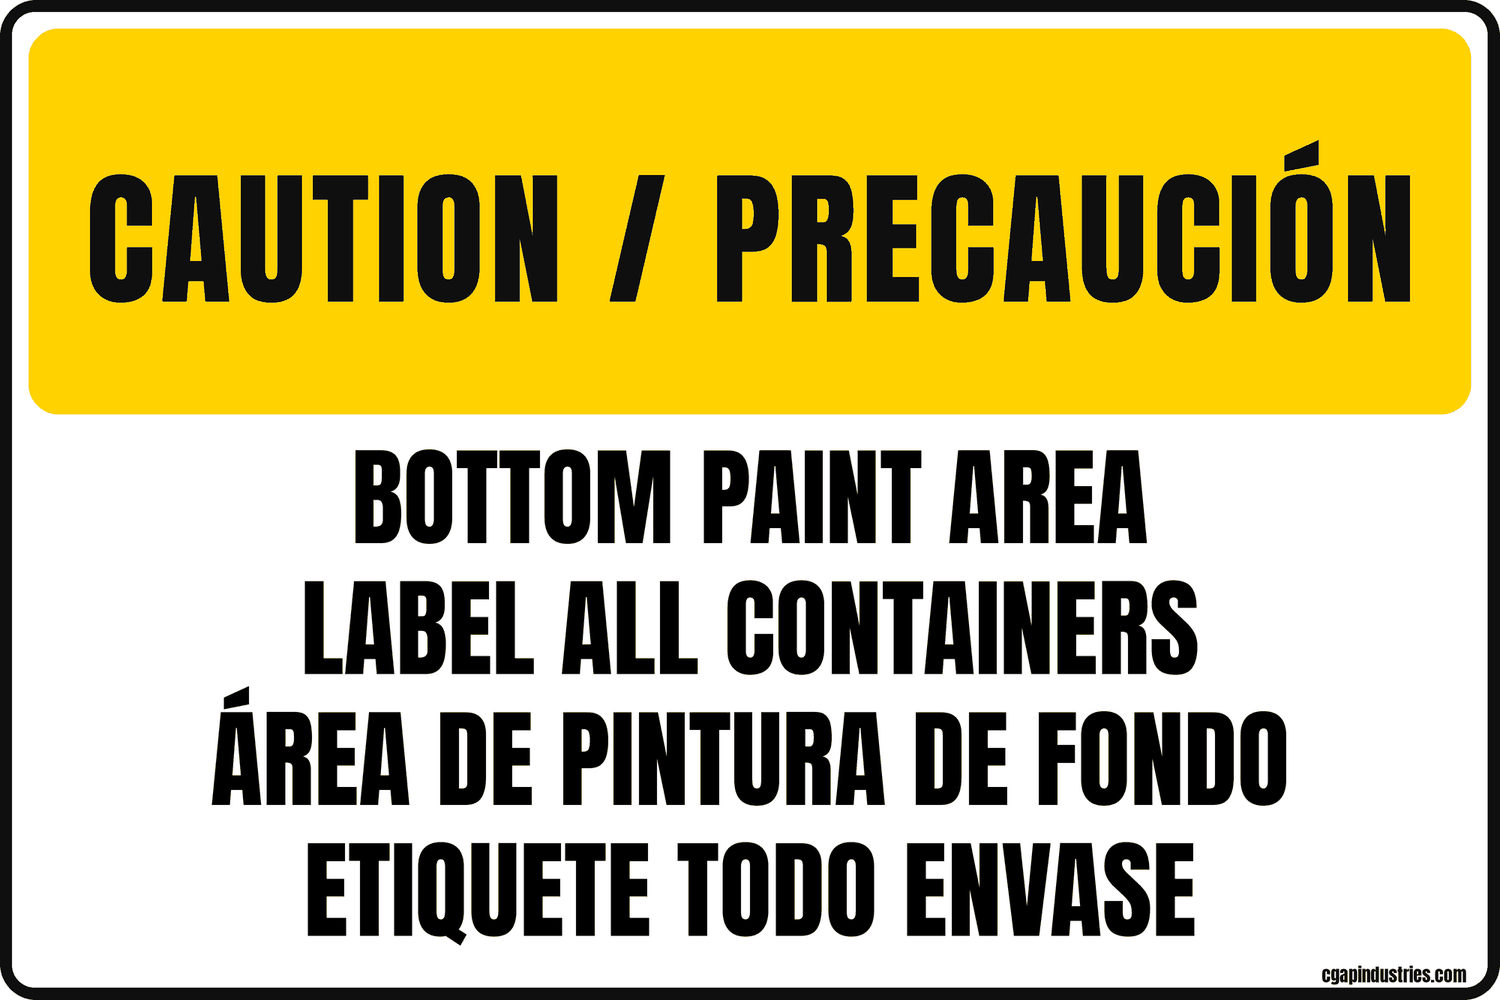 CAUTION / PRECAUCIÓN
BOTTOM PAINT AREA
LABEL ALL CONTAINERS
ÁREA DE PINTURA DE FONDO
ETIQUETE TODO ENVASE
cgapindustries.com